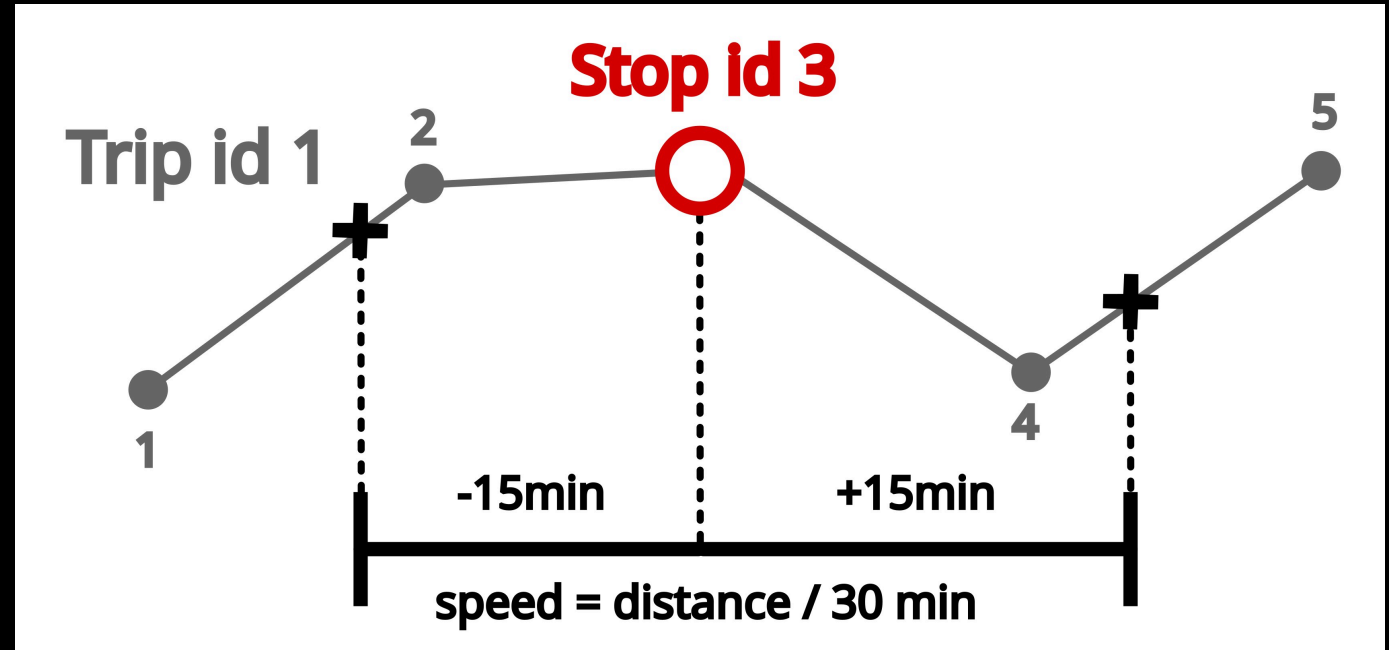 Stop id 3
Trip id 1
2
5
1
4
-15min
+15min
speed = distance / 30 min